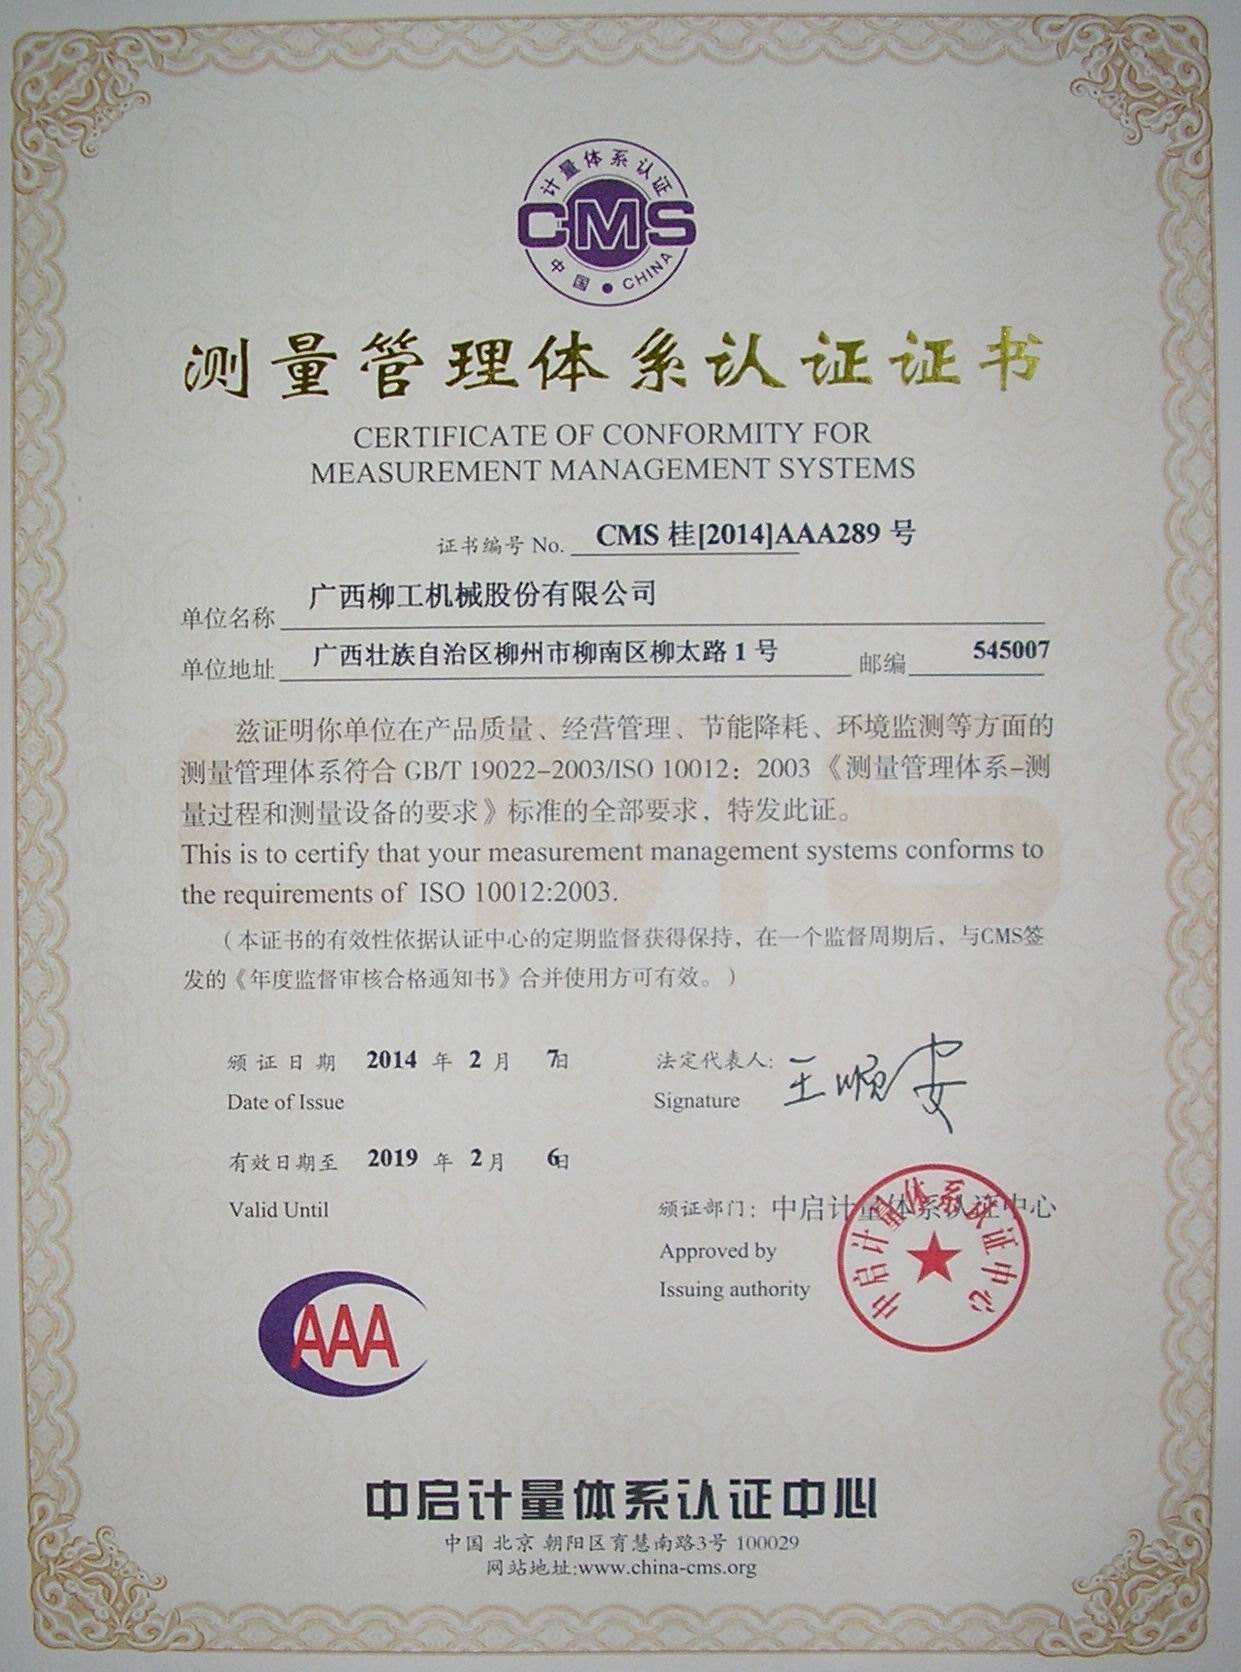 计量体系认证
CMS
中国 ● CHINA
测量管理体系认证证书
CERTIFICATE OF CONFORMITY FOR
MEASUREMENT MANAGEMENT SYSTEMS
证书编号 No. CMS 桂[2014]AAA289 号
单位名称 广西柳工机械股份有限公司
单位地址 广西壮族自治区柳州市柳南区柳太路 1 号 邮编 545007
兹证明你单位在产品质量、经营管理、节能降耗、环境监测等方面的
测量管理体系符合 GB/T 19022-2003/ISO 10012：2003《测量管理体系-测
量过程和测量设备的要求》标准的全部要求，特发此证。
This is to certify that your measurement management systems conforms to
the requirements of ISO 10012:2003.
（本证书的有效性依据认证中心的定期监督获得保持，在一个监督周期后，与CMS签
发的《年度监督审核合格通知书》合并使用方可有效。）
颁证日期 2014 年 2 月 7日
Date of Issue
法定代表人: 王顺安
Signature
有效日期至 2019 年 2 月 6日
Valid Until
颁证部门：中启计量体系认证中心
Approved by
Issuing authority
中启计量体系认证中心
AAA
中启计量体系认证中心
中国 北京 朝阳区育慧南路3号 100029
网站地址:www.china-cms.org